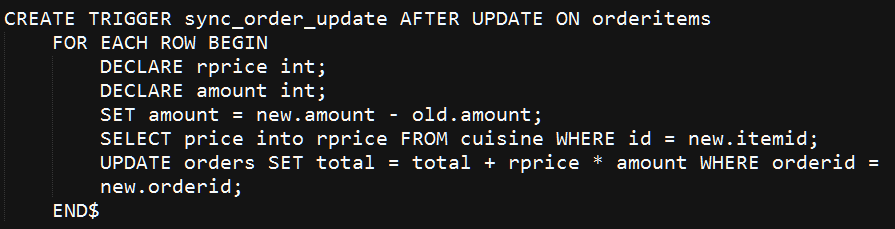 CREATE TRIGGER sync_order_update AFTER UPDATE ON orderitems
FOR EACH ROW BEGIN
DECLARE rprice int;
DECLARE amount int;
SET amount = new.amount - old.amount;
SELECT price into rprice FROM cuisine WHERE id = new.itemid;
UPDATE orders SET total = total + rprice * amount WHERE orderid =
new.orderid;
END$